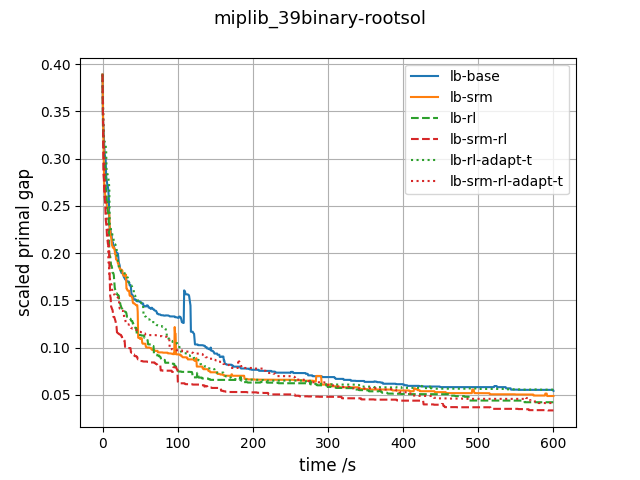 miplib_39binary-rootsol
scaled primal gap
0.40
0.35
0.30
0.25
0.20
0.15
0.10
0.05
lb-base
lb-srm
lb-rl
lb-srm-rl
lb-rl-adapt-t
lb-srm-rl-adapt-t
0 100 200 300 400 500 600
time /s